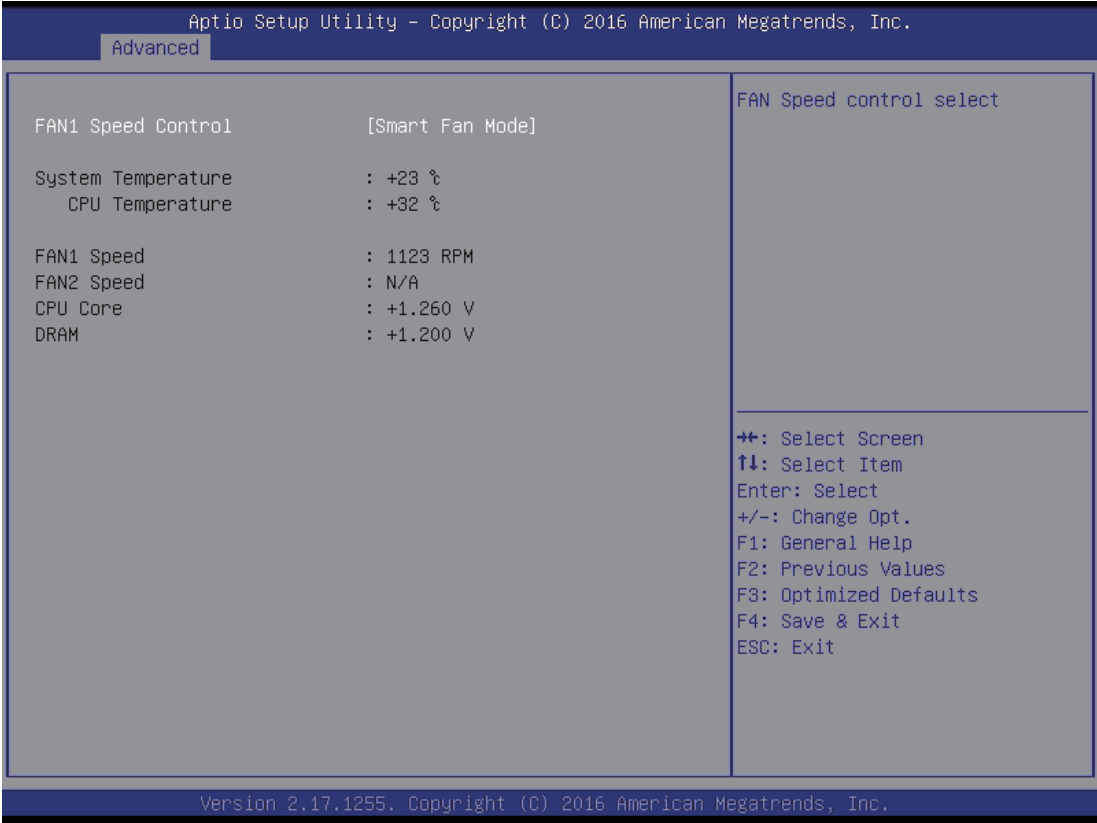 Aptio Setup Utility – Copyright (C) 2016 American Megatrends, Inc.
Advanced
FAN1 Speed Control [Smart Fan Mode]
System Temperature : +23 ℃
CPU Temperature : +32 ℃
FAN1 Speed : 1123 RPM
FAN2 Speed : N/A
CPU Core : +1.260 V
DRAM : +1.200 V
FAN Speed control select
→←: Select Screen
↑↓: Select Item
Enter: Select
+/-: Change Opt.
F1: General Help
F2: Previous Values
F3: Optimized Defaults
F4: Save & Exit
ESC: Exit
Version 2.17.1255. Copyright (C) 2016 American Megatrends, Inc.